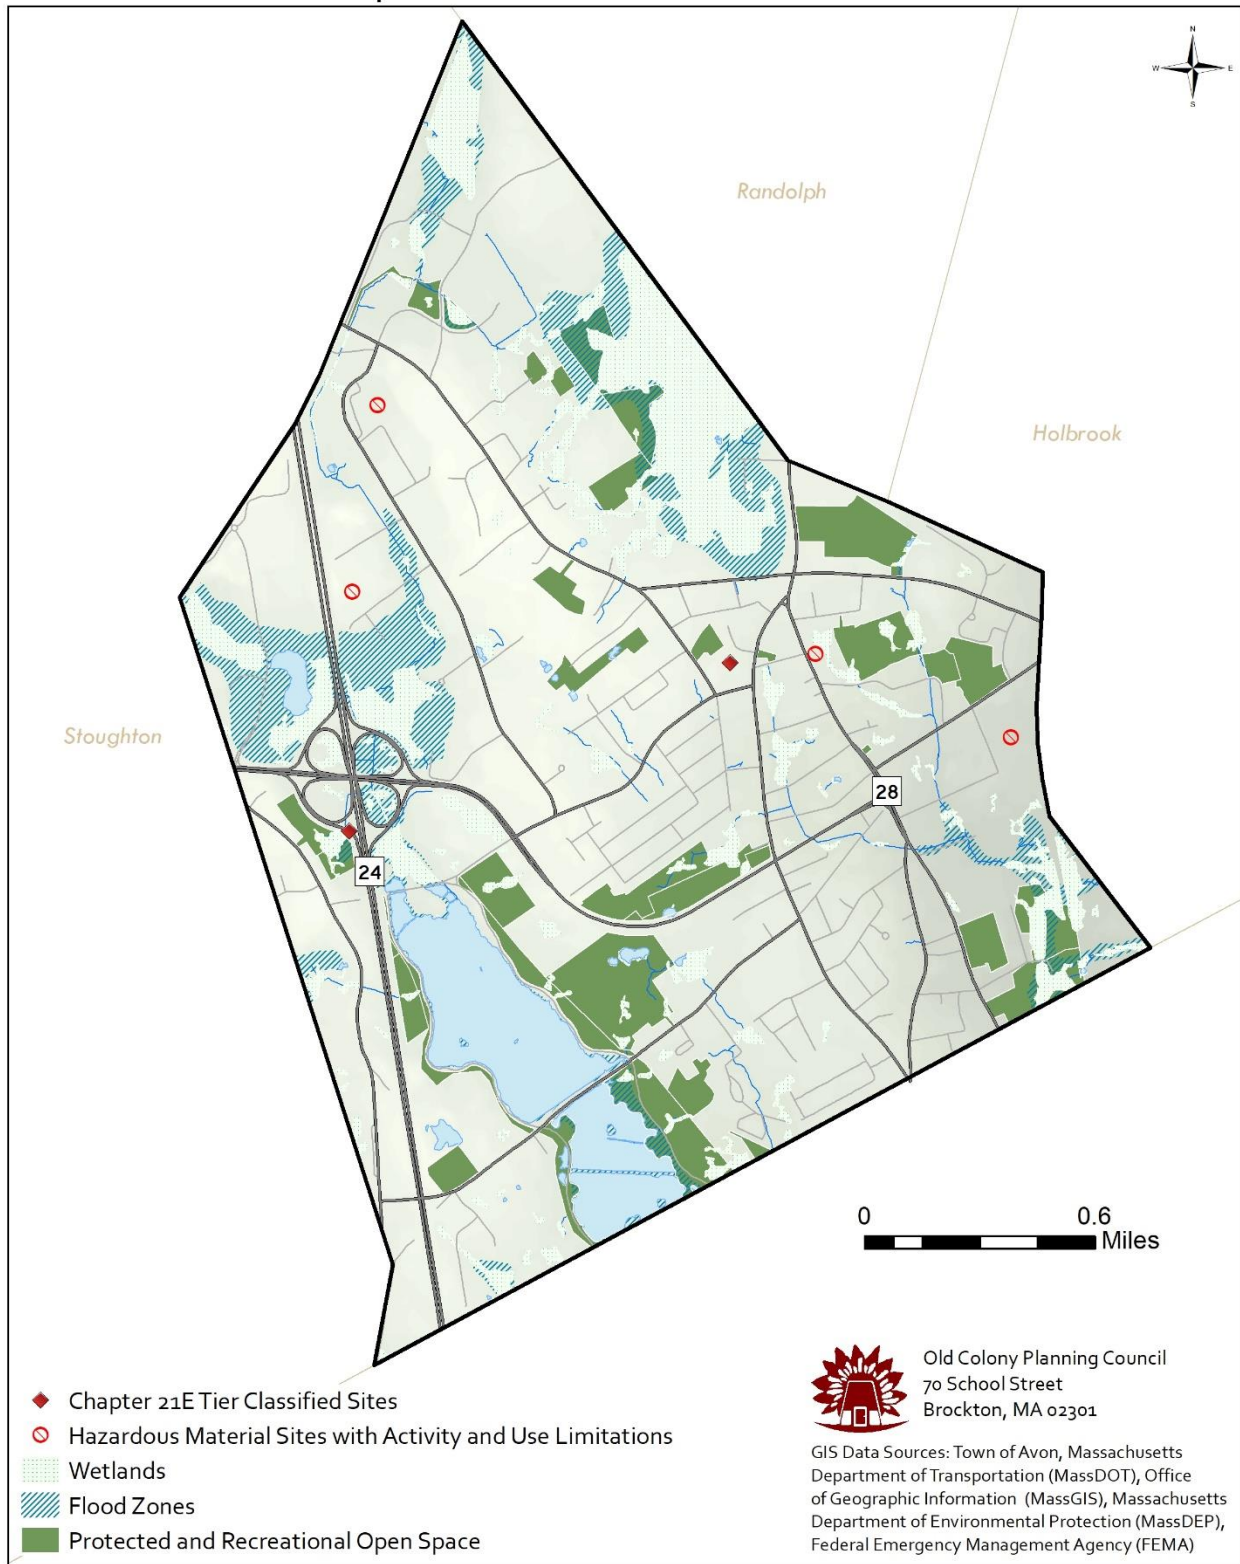 N
W E
S
Randolph
Holbrook
Stoughton
28
24
0 0.6
Miles
Chapter 21E Tier Classified Sites
Hazardous Material Sites with Activity and Use Limitations
Wetlands
Flood Zones
Protected and Recreational Open Space
Old Colony Planning Council
70 School Street
Brockton, MA 02301
GIS Data Sources: Town of Avon, Massachusetts
Department of Transportation (MassDOT), Office
of Geographic Information (MassGIS), Massachusetts
Department of Environmental Protection (MassDEP),
Federal Emergency Management Agency (FEMA)